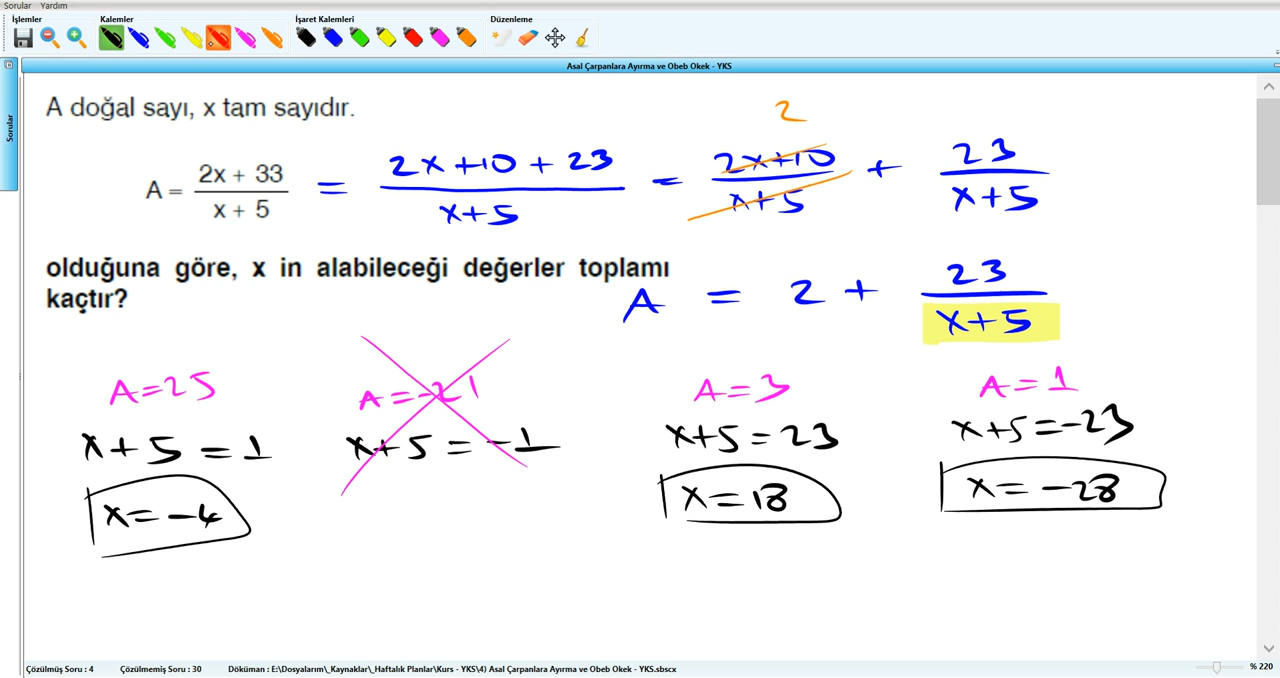 Sorular Yardım
İşlemler Kalemler İşaret Kalemleri Düzenleme
Asal Çarpanlara Ayırma ve Obeb Okek - YKS
Sorular
A doğal sayı, x tam sayıdır.
A = (2x + 33)/(x + 5) = (2x+10+23)/(x+5) = (2x+10)/(x+5) + 23/(x+5)
2
olduğuna göre, x in alabileceği değerler toplamı
kaçtır?
A = 2 + 23/(x+5)
A=25 A=-21 A=3 A=1
x+5=1 x+5=-1 x+5=23 x+5=-23
x=-4 x=18 x=-28
Çözülmüş Soru : 4 Çözülmemiş Soru : 30 Döküman : E:\Dosyalarım\_Kaynaklar\_Haftalık Planlar\Kurs - YKS\4) Asal Çarpanlara Ayırma ve Obeb Okek - YKS.sbscx % 220